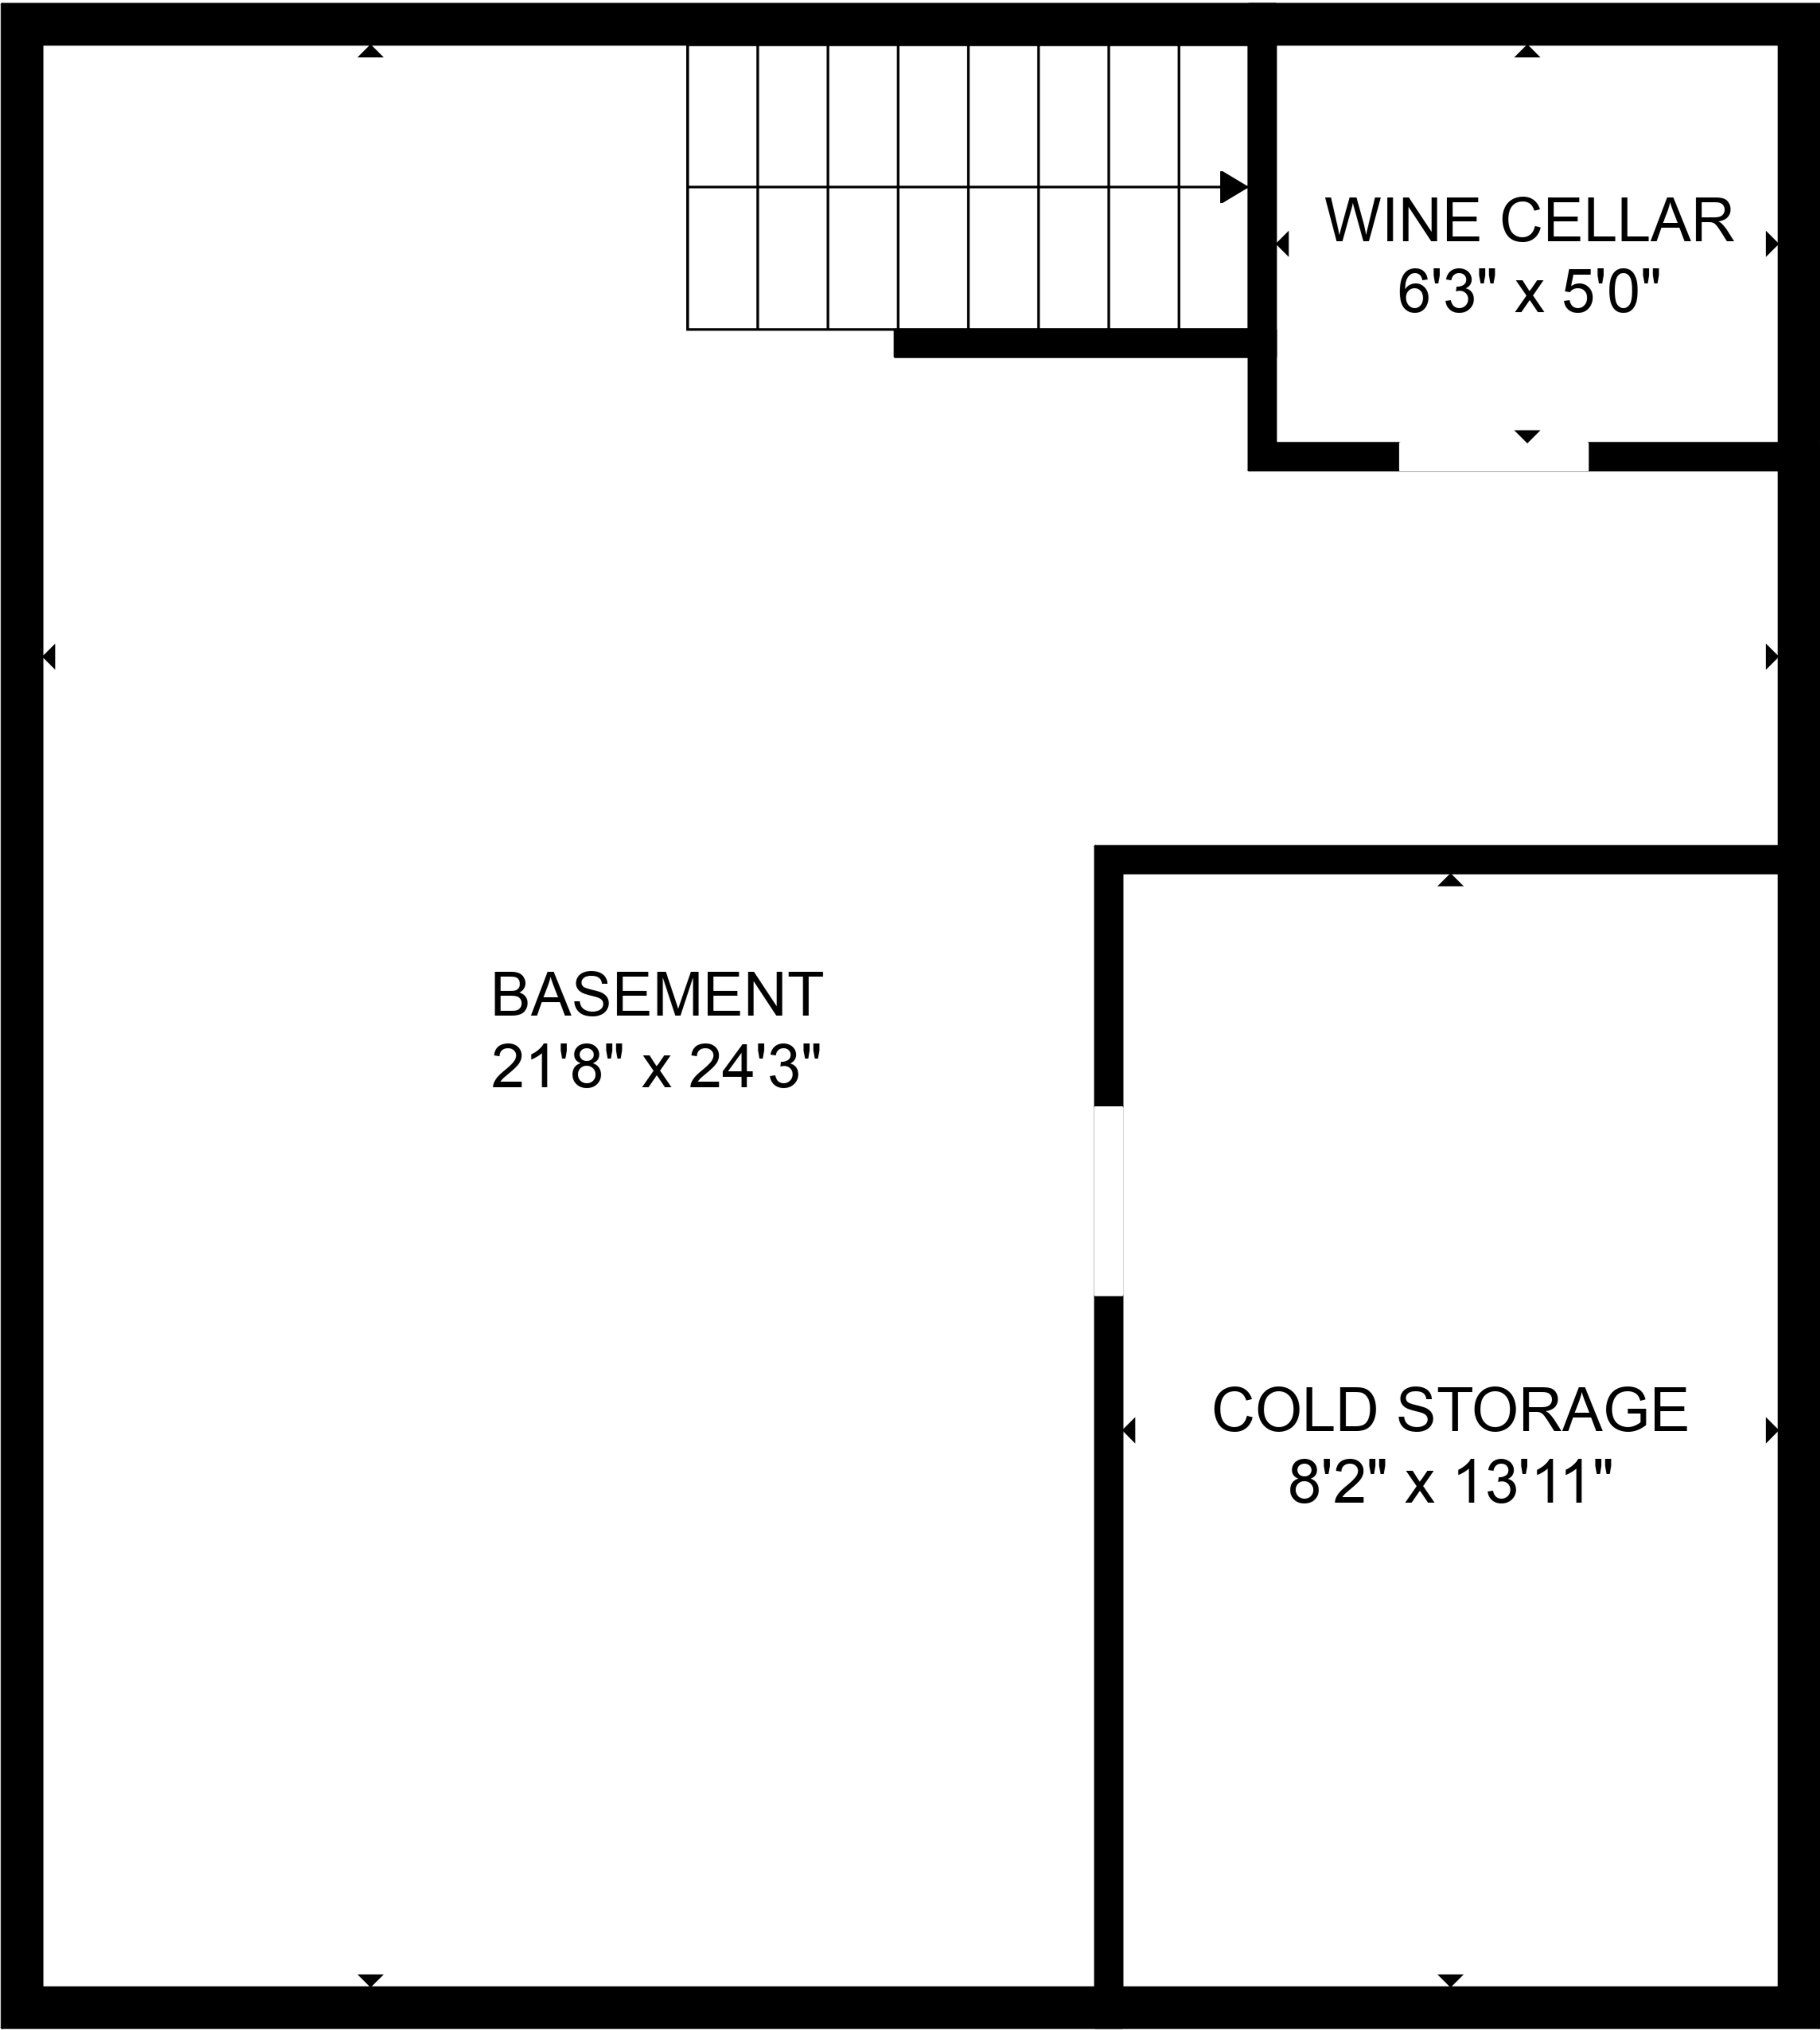 WINE CELLAR
6'3" x 5'0"
BASEMENT
21'8" x 24'3"
COLD STORAGE
8'2" x 13'11"